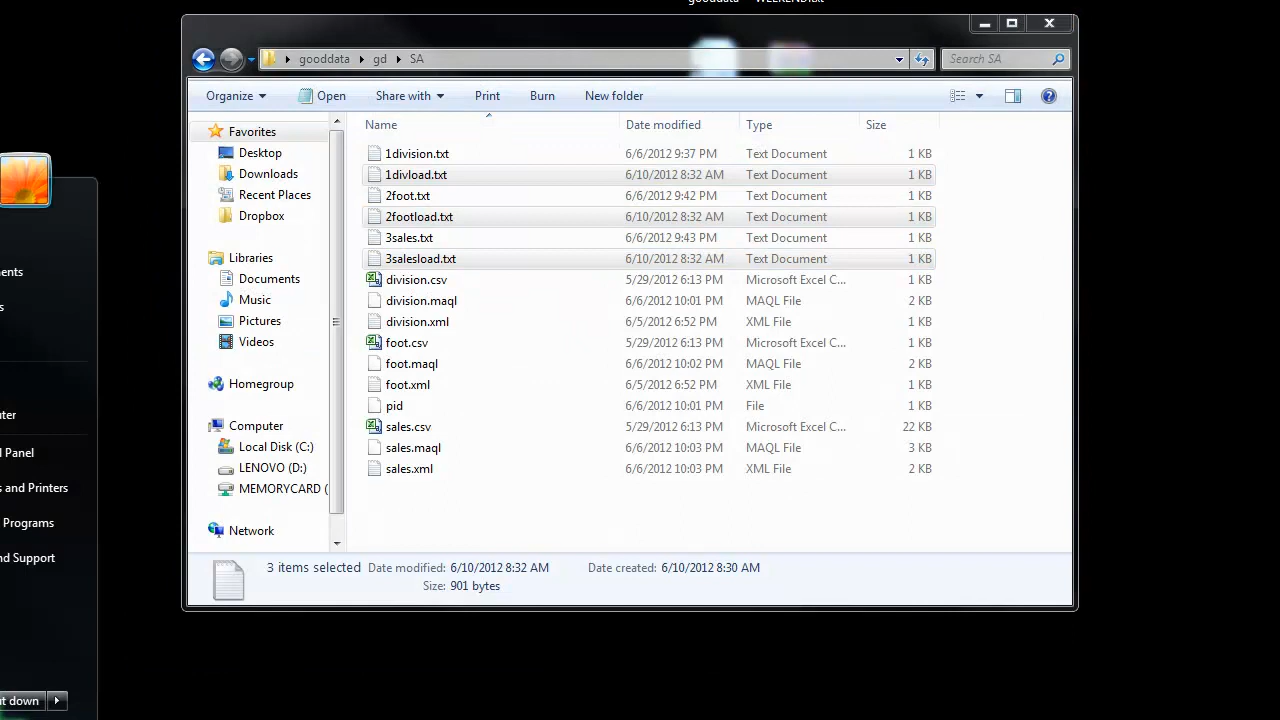 gooddata WEEKEND.txt
gooddata gd SA
Search SA
Organize Open Share with Print Burn New folder
Favorites
Desktop
Downloads
Recent Places
Dropbox
Libraries
Documents
Music
Pictures
Videos
Homegroup
Computer
Local Disk (C:)
LENOVO (D:)
MEMORYCARD (
Network
Name Date modified Type Size
1division.txt 6/6/2012 9:37 PM Text Document 1 KB
1divload.txt 6/10/2012 8:32 AM Text Document 1 KB
2foot.txt 6/6/2012 9:42 PM Text Document 1 KB
2footload.txt 6/10/2012 8:32 AM Text Document 1 KB
3sales.txt 6/6/2012 9:43 PM Text Document 1 KB
3salesload.txt 6/10/2012 8:32 AM Text Document 1 KB
division.csv 5/29/2012 6:13 PM Microsoft Excel C... 1 KB
division.maql 6/6/2012 10:01 PM MAQL File 2 KB
division.xml 6/5/2012 6:52 PM XML File 1 KB
foot.csv 5/29/2012 6:13 PM Microsoft Excel C... 1 KB
foot.maql 6/6/2012 10:02 PM MAQL File 2 KB
foot.xml 6/5/2012 6:52 PM XML File 1 KB
pid 6/6/2012 10:01 PM File 1 KB
sales.csv 5/29/2012 6:13 PM Microsoft Excel C... 22 KB
sales.maql 6/6/2012 10:03 PM MAQL File 3 KB
sales.xml 6/6/2012 10:03 PM XML File 2 KB
3 items selected Date modified: 6/10/2012 8:32 AM Date created: 6/10/2012 8:30 AM
Size: 901 bytes
ments
s
uter
l Panel
s and Printers
Programs
nd Support
t down